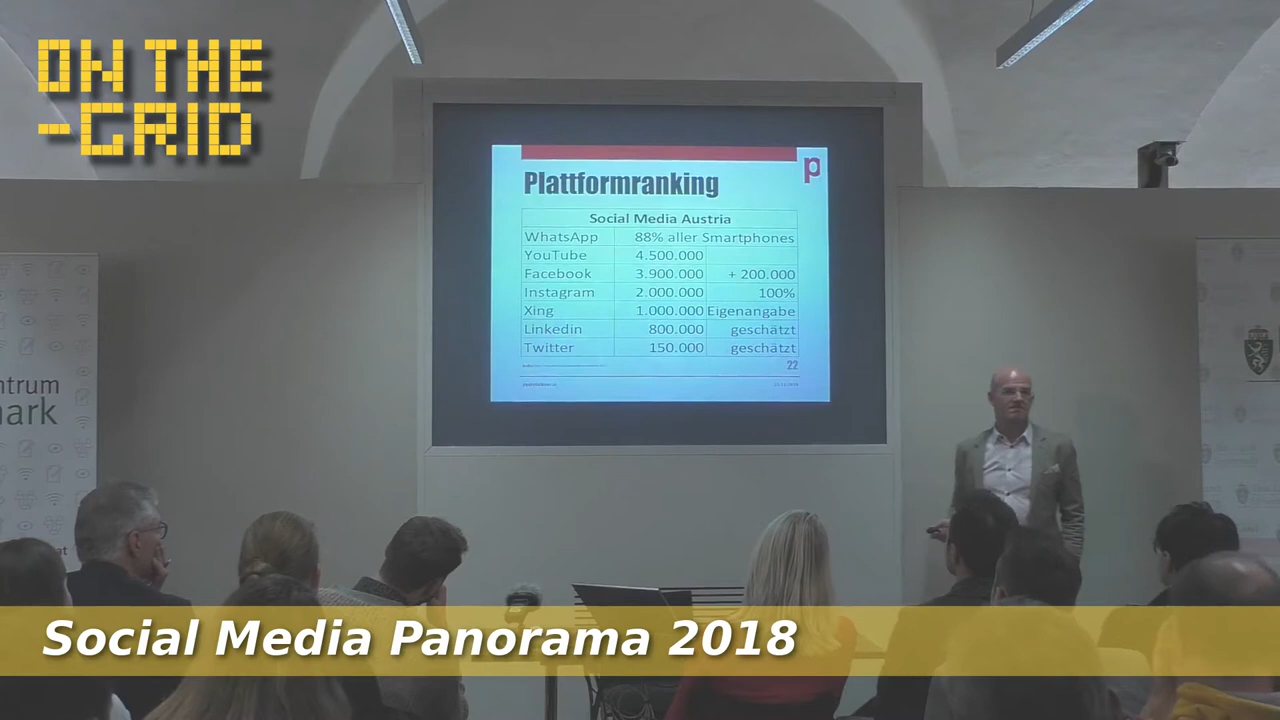 ON THE
-GRID
p
Plattformranking
Social Media Austria
WhatsApp 88% aller Smartphones
YouTube 4.500.000
Facebook 3.900.000 + 200.000
Instagram 2.000.000 100%
Xing 1.000.000 Eigenangabe
Linkedin 800.000 geschätzt
Twitter 150.000 geschätzt
22
ntrum
ark
at
Social Media Panorama 2018